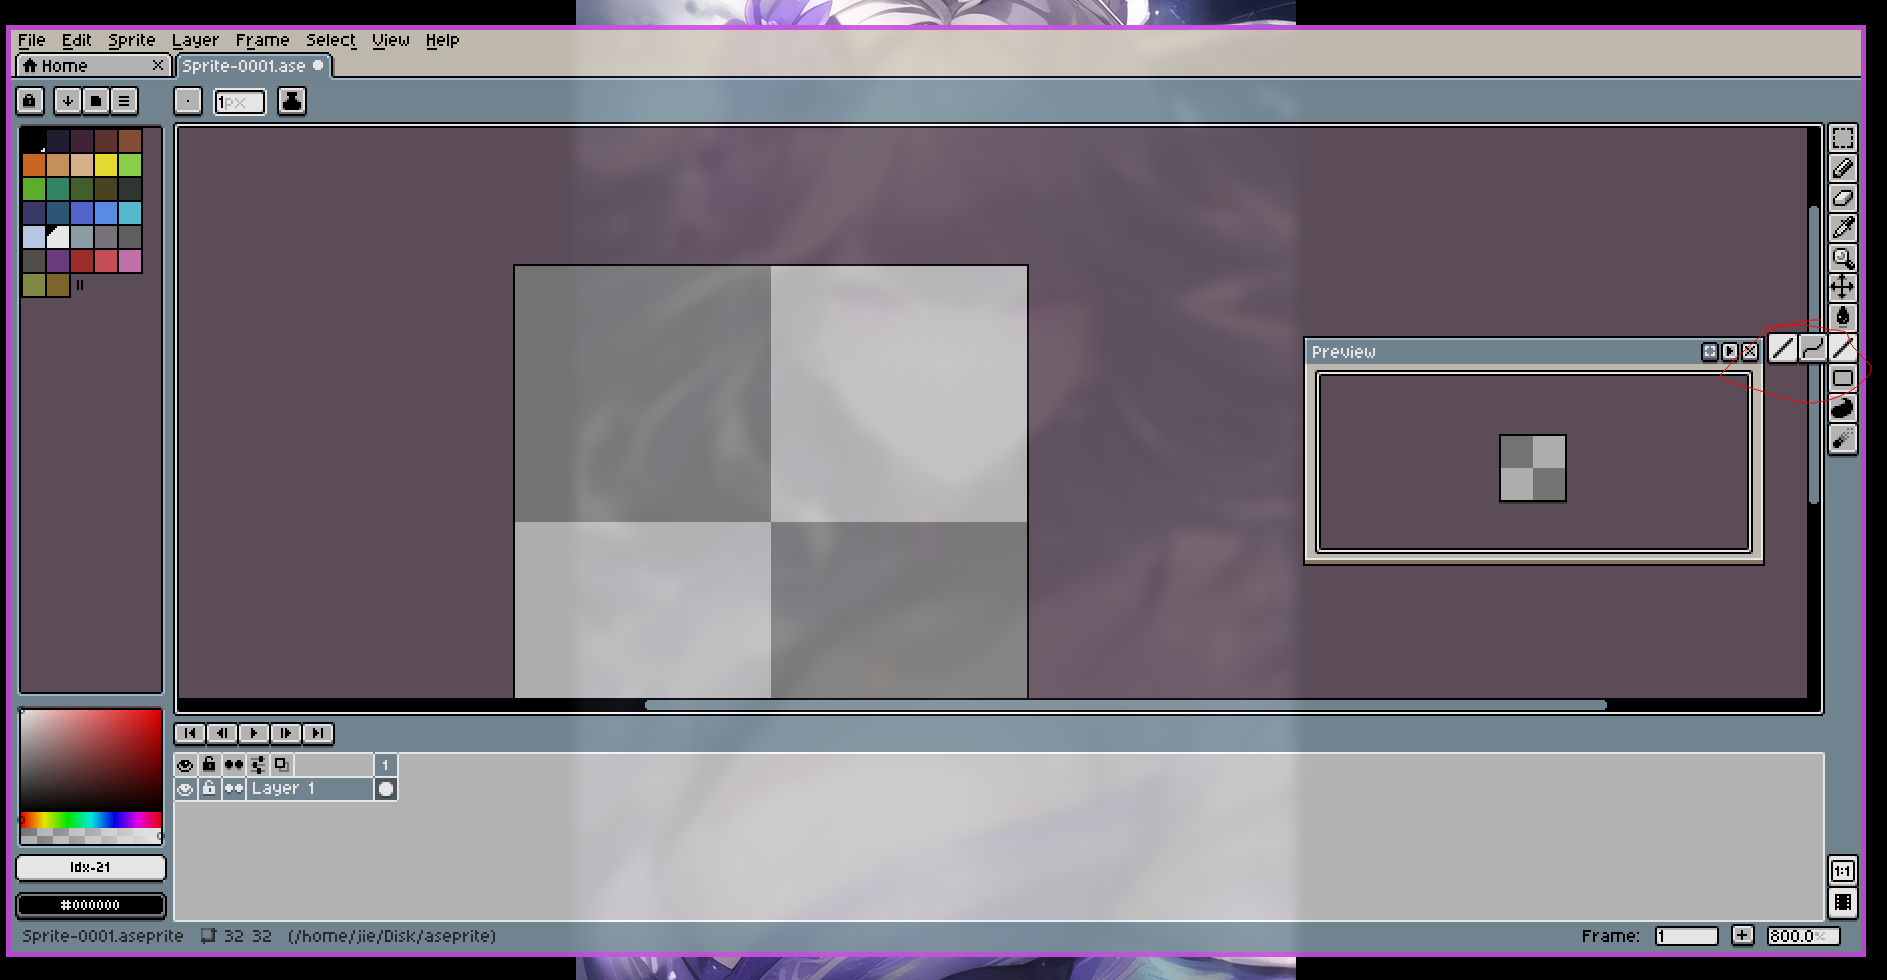 File Edit Sprite Layer Frame Select View Help
Home Sprite-0001.ase
1px
Preview
1
Layer 1
Idx-21
1:1
#000000
Sprite-0001.aseprite 32 32 (/home/jie/Disk/aseprite) Frame: 1 + 800.0%